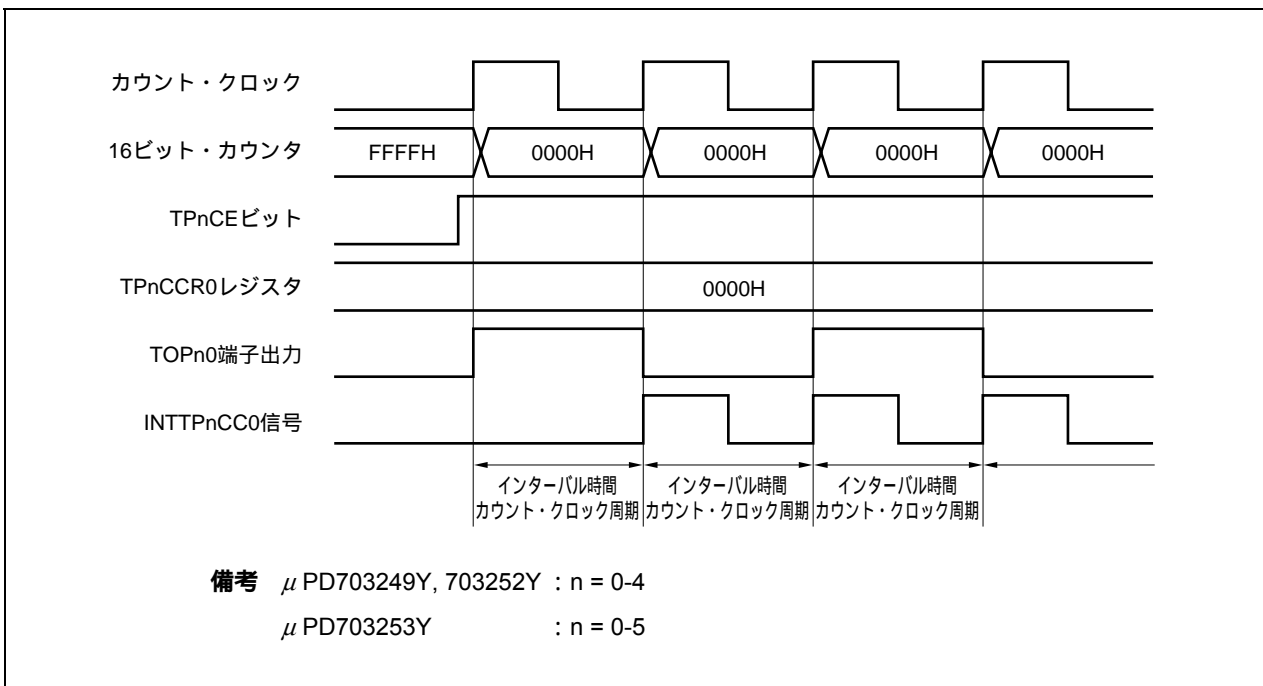 カウント・クロック
16ビット・カウンタ FFFFH 0000H 0000H 0000H 0000H
TPnCEビット
TPnCCR0レジスタ 0000H
TOPn0端子出力
INTTPnCC0信号
インターバル時間 インターバル時間 インターバル時間
カウント・クロック周期 カウント・クロック周期 カウント・クロック周期
備考 μ PD703249Y, 703252Y : n = 0-4
μ PD703253Y : n = 0-5